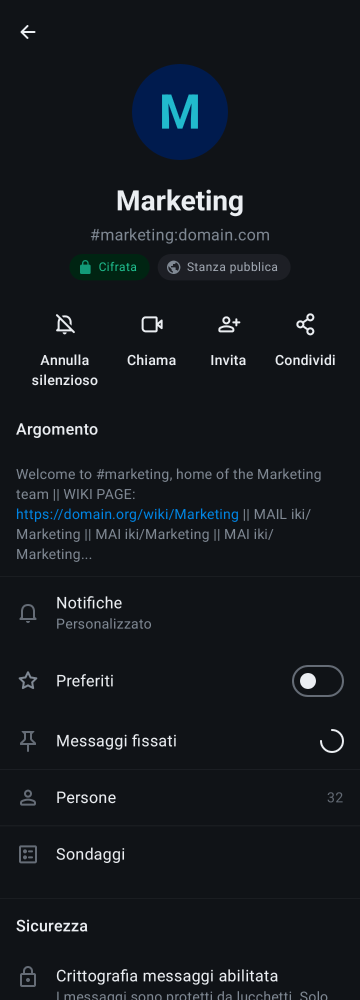 M
Marketing
#marketing:domain.com
Cifrata
Stanza pubblica
Annulla
silenzioso
Chiama
Invita
Condividi
Argomento
Welcome to #marketing, home of the Marketing
team || WIKI PAGE:
https://domain.org/wiki/Marketing || MAIL iki/
Marketing || MAI iki/Marketing || MAI iki/
Marketing...
Notifiche
Personalizzato
Preferiti
Messaggi fissati
Persone
32
Sondaggi
Sicurezza
Crittografia messaggi abilitata
I messaggi sono protetti da lucchetti. Solo